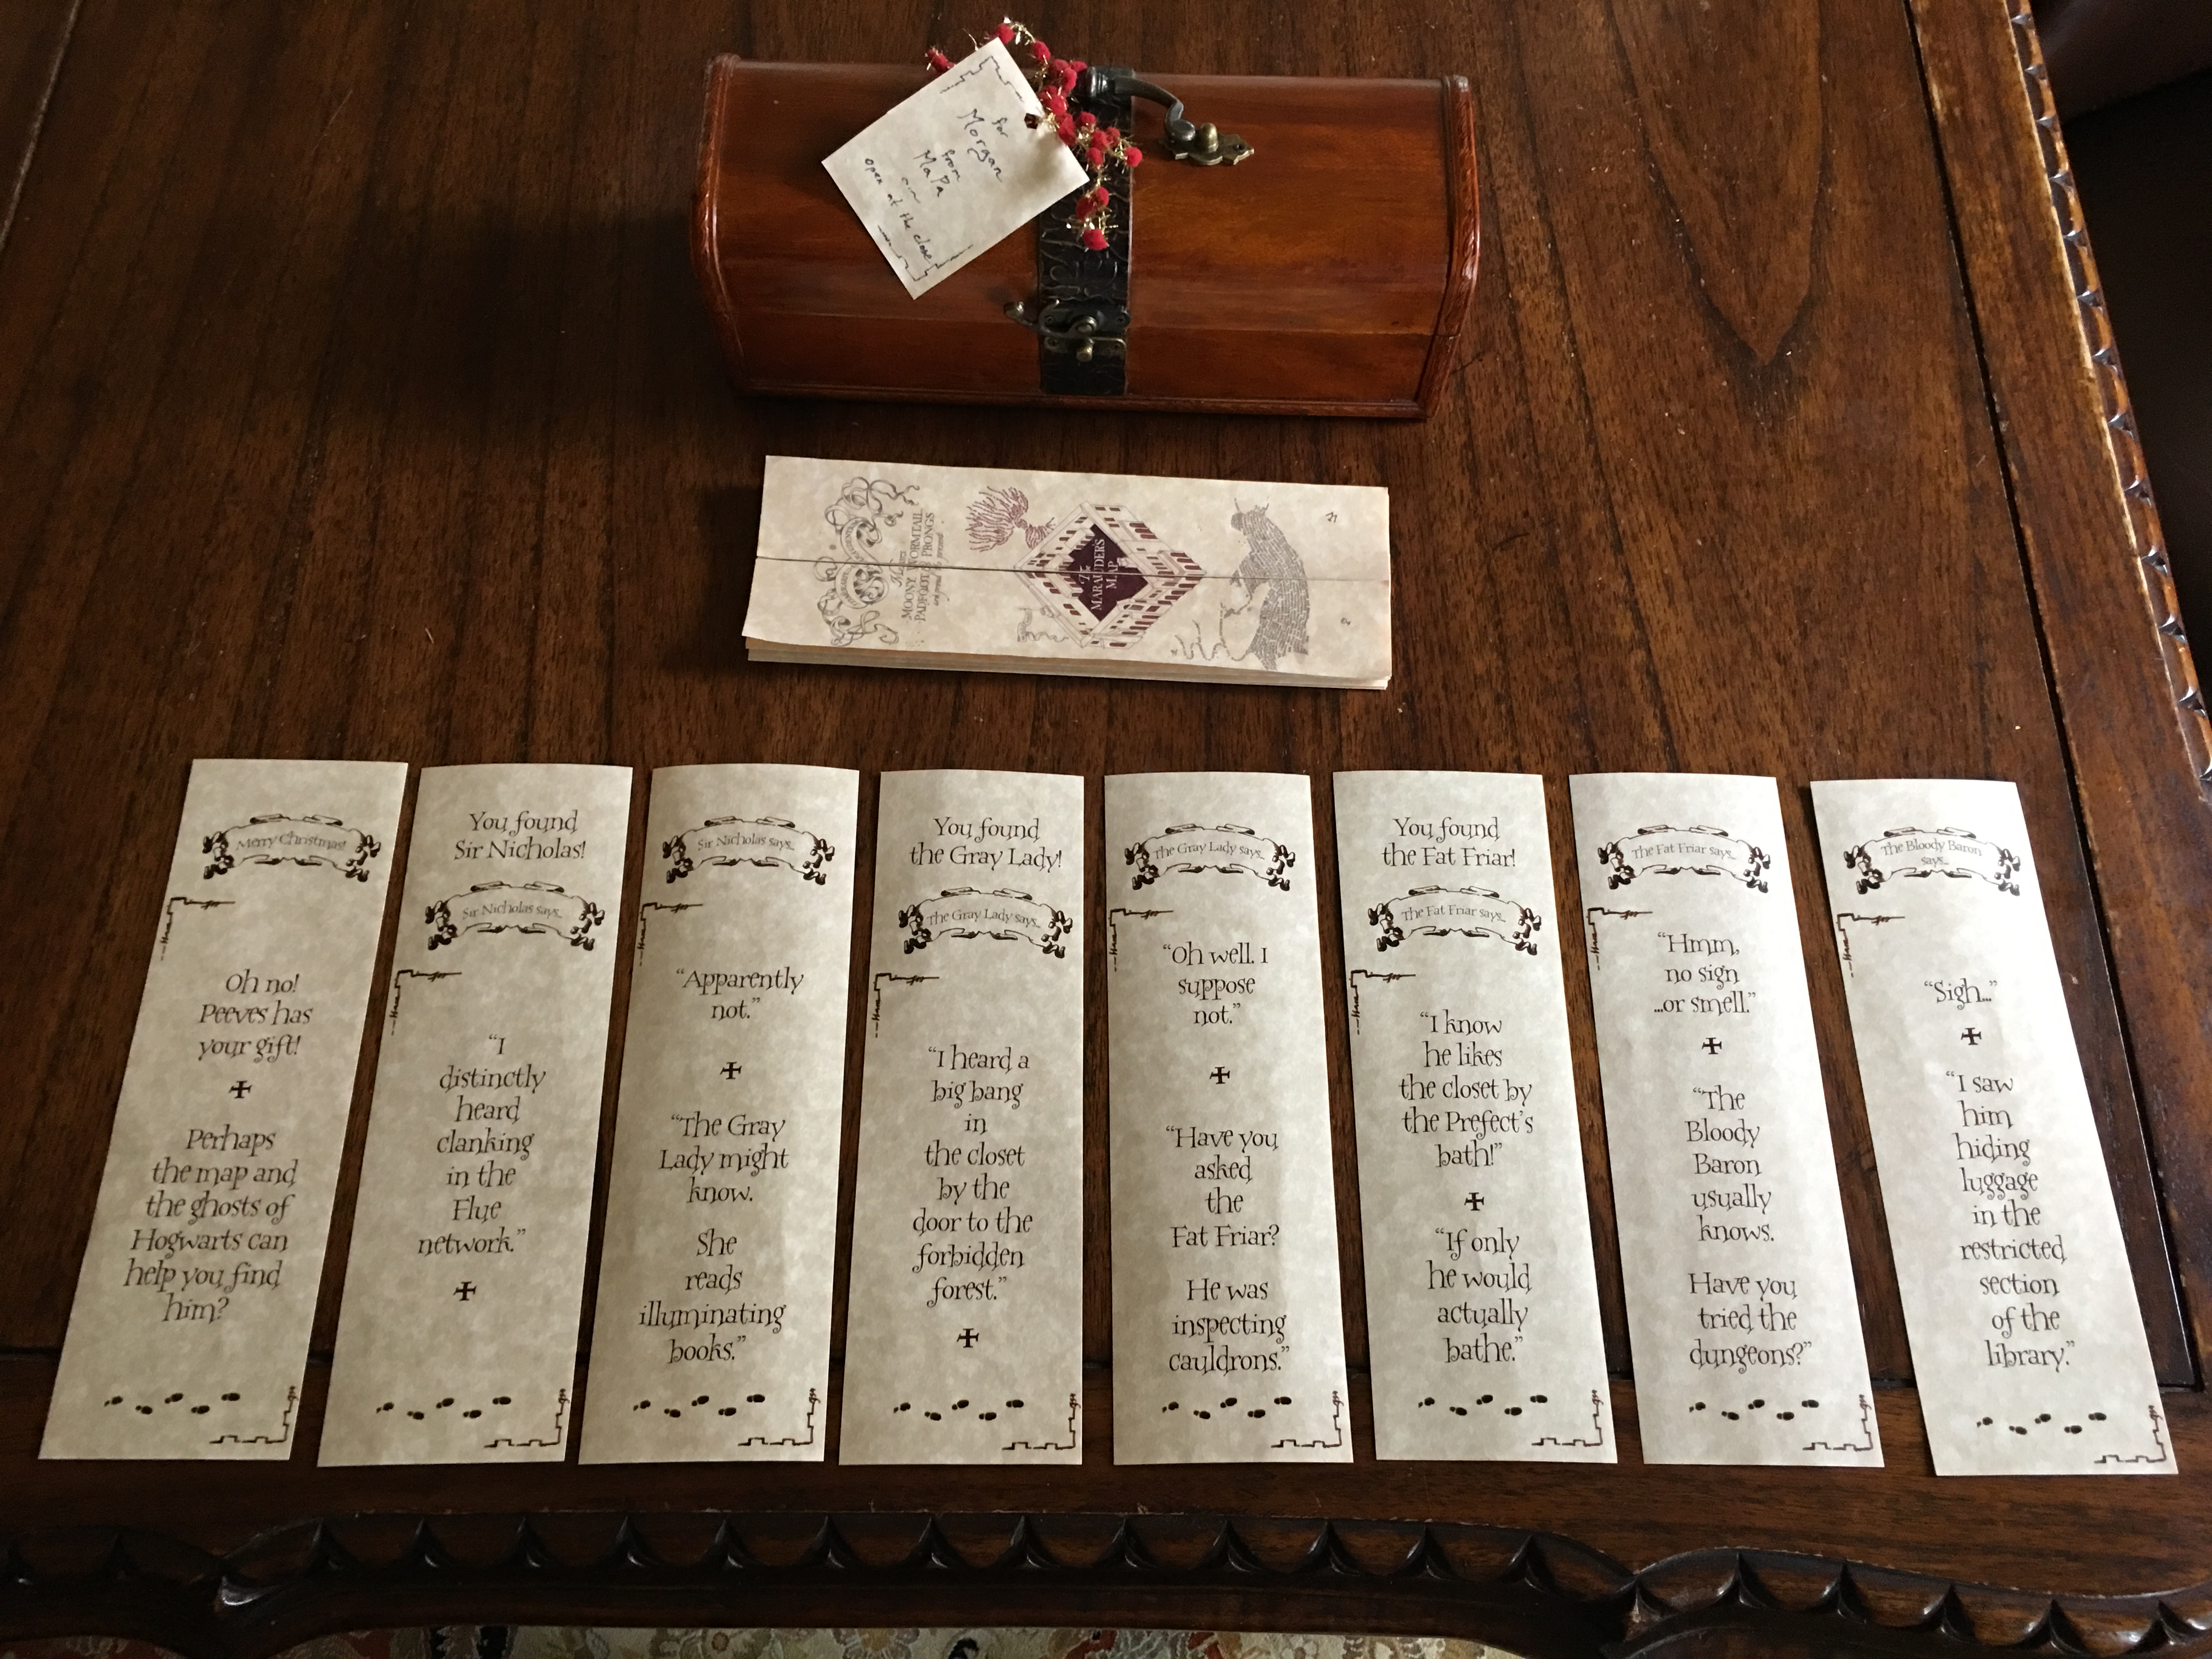 for
Morgan
from
MaPa
open at the close
Messrs
MOONY WORMTAIL
PADFOOT & PRONGS
are proud to present
THE
MARAUDER'S
MAP
Merry Christmas!
Oh no!
Peeves has
your gift!
Perhaps
the map and
the ghosts of
Hogwarts can
help you find
him?
You found
Sir Nicholas!
Sir Nicholas says...
“I
distinctly
heard
clanking
in the
Flue
network.”
Sir Nicholas says...
“Apparently
not.”
“The Gray
Lady might
know.
She
reads
illuminating
books.”
You found
the Gray Lady!
The Gray Lady says...
“I heard a
big bang
in
the closet
by the
door to the
forbidden
forest.”
The Gray Lady says...
“Oh well. I
suppose
not.”
“Have you
asked
the
Fat Friar?
He was
inspecting
cauldrons.”
You found
the Fat Friar!
The Fat Friar says...
“I know
he likes
the closet by
the Prefect's
bath!”
“If only
he would
actually
bathe.”
The Fat Friar says...
“Hmm,
no sign
...or smell.”
“The
Bloody
Baron
usually
knows.
Have you
tried the
dungeons?”
The Bloody Baron
says...
“Sigh...”
“I saw
him
hiding
luggage
in the
restricted
section
of the
library.”